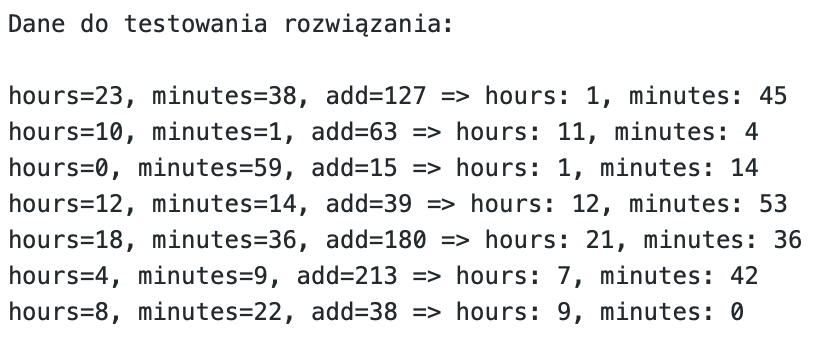 Dane do testowania rozwiązania:
hours=23, minutes=38, add=127 => hours: 1, minutes: 45
hours=10, minutes=1, add=63 => hours: 11, minutes: 4
hours=0, minutes=59, add=15 => hours: 1, minutes: 14
hours=12, minutes=14, add=39 => hours: 12, minutes: 53
hours=18, minutes=36, add=180 => hours: 21, minutes: 36
hours=4, minutes=9, add=213 => hours: 7, minutes: 42
hours=8, minutes=22, add=38 => hours: 9, minutes: 0